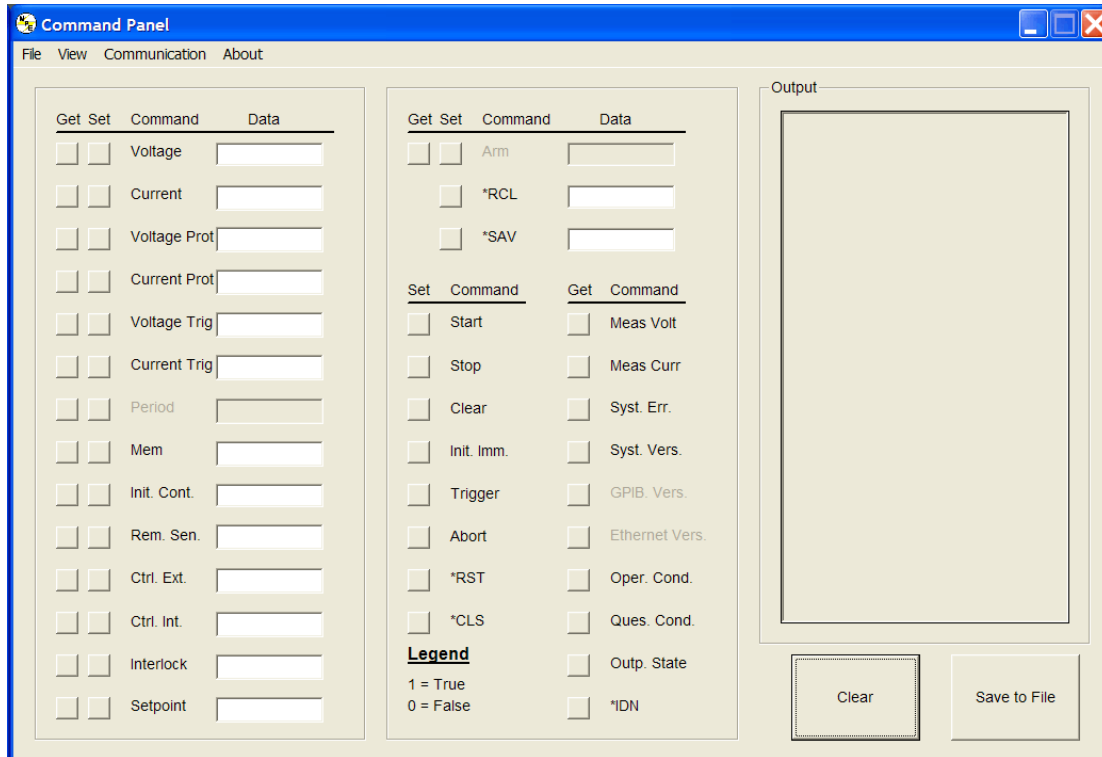 Command Panel
File View Communication About
Get Set Command Data
Voltage
Current
Voltage Prot
Current Prot
Voltage Trig
Current Trig
Period
Mem
Init. Cont.
Rem. Sen.
Ctrl. Ext.
Ctrl. Int.
Interlock
Setpoint
Get Set Command Data
Arm
*RCL
*SAV
Set Command
Start
Stop
Clear
Init. Imm.
Trigger
Abort
*RST
*CLS
Legend
1 = True
0 = False
Get Command
Meas Volt
Meas Curr
Syst. Err.
Syst. Vers.
GPIB. Vers.
Ethernet Vers.
Oper. Cond.
Ques. Cond.
Outp. State
*IDN
Output
Clear
Save to File